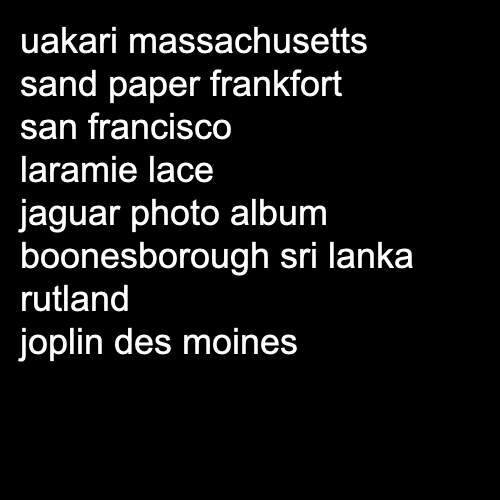 uakari massachusetts
sand paper frankfort
san francisco
laramie lace
jaguar photo album
boonesborough sri lanka
rutland
joplin des moines